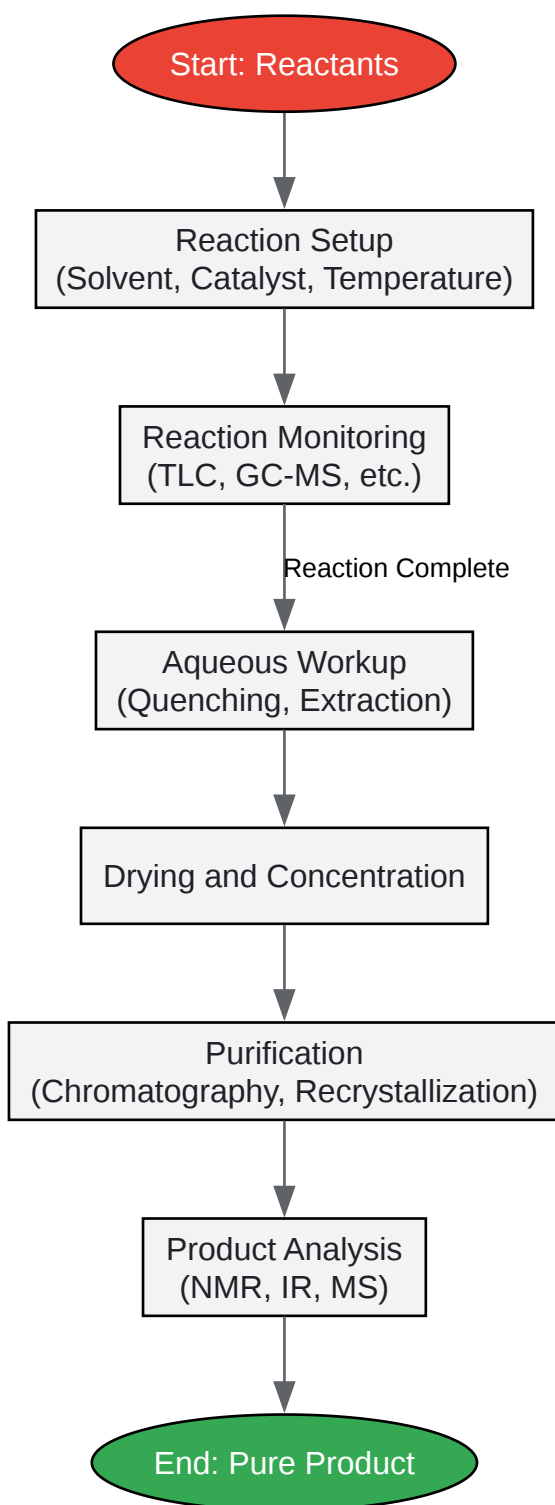 Start: Reactants
Reaction Setup
(Solvent, Catalyst, Temperature)
Reaction Monitoring
(TLC, GC-MS, etc.)
Reaction Complete
Aqueous Workup
(Quenching, Extraction)
Drying and Concentration
Purification
(Chromatography, Recrystallization)
Product Analysis
(NMR, IR, MS)
End: Pure Product